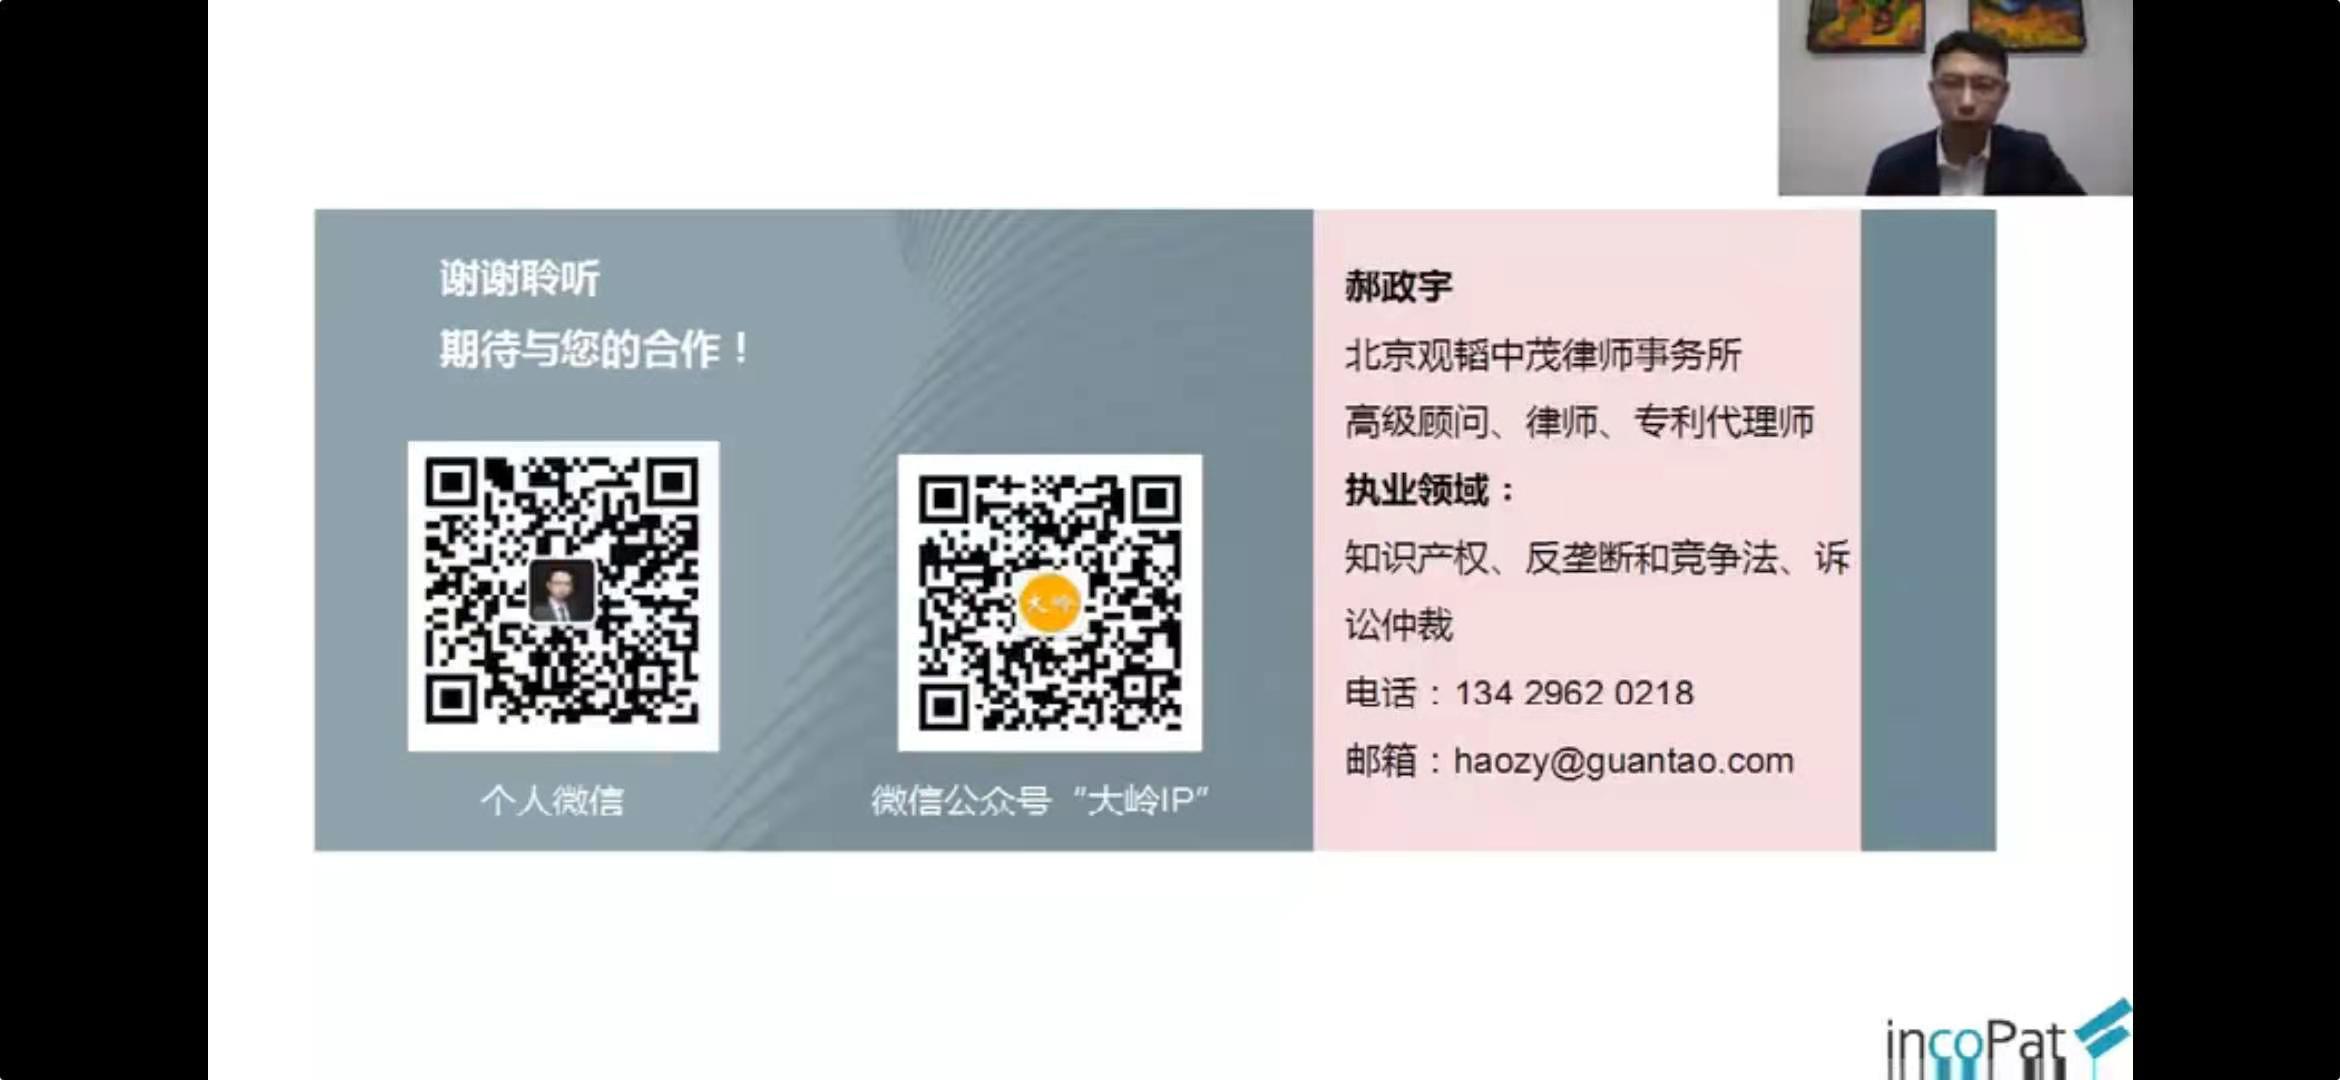 谢谢聆听
期待与您的合作！
个人微信
大岭
微信公众号“大岭IP”
郝政宇
北京观韬中茂律师事务所
高级顾问、律师、专利代理师
执业领域：
知识产权、反垄断和竞争法、诉
讼仲裁
电话：134 2962 0218
邮箱：haozy@guantao.com
incoPat